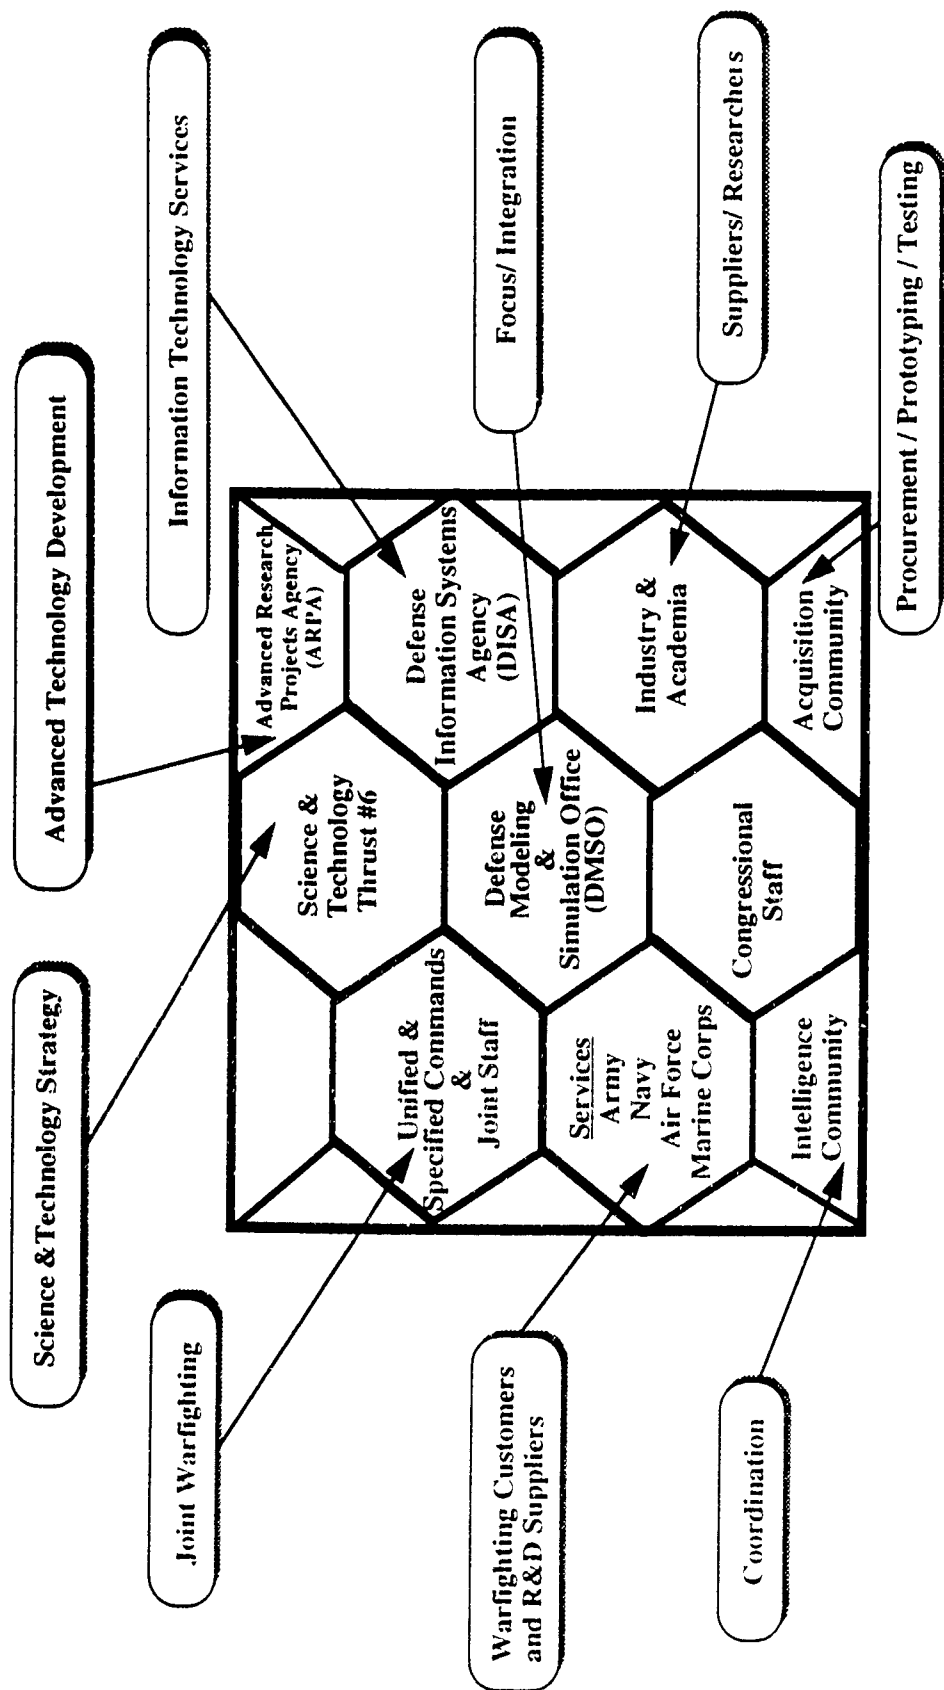 Science &Technology Strategy
Advanced Technology Development
Joint Warfighting
Information Technology Services
Warfighting Customers
and R&D Suppliers
Focus/ Integration
Coordination
Suppliers/ Researchers
Procurement / Prototyping / Testing
Advanced Research
Projects Agency
(ARPA)
Science &
Technology
Thrust #6
Unified &
Specified Commands
&
Joint Staff
Defense
Information Systems
Agency
(DISA)
Defense
Modeling
&
Simulation Office
(DMSO)
Services
Army
Navy
Air Force
Marine Corps
Industry &
Academia
Congressional
Staff
Intelligence
Community
Acquisition
Community